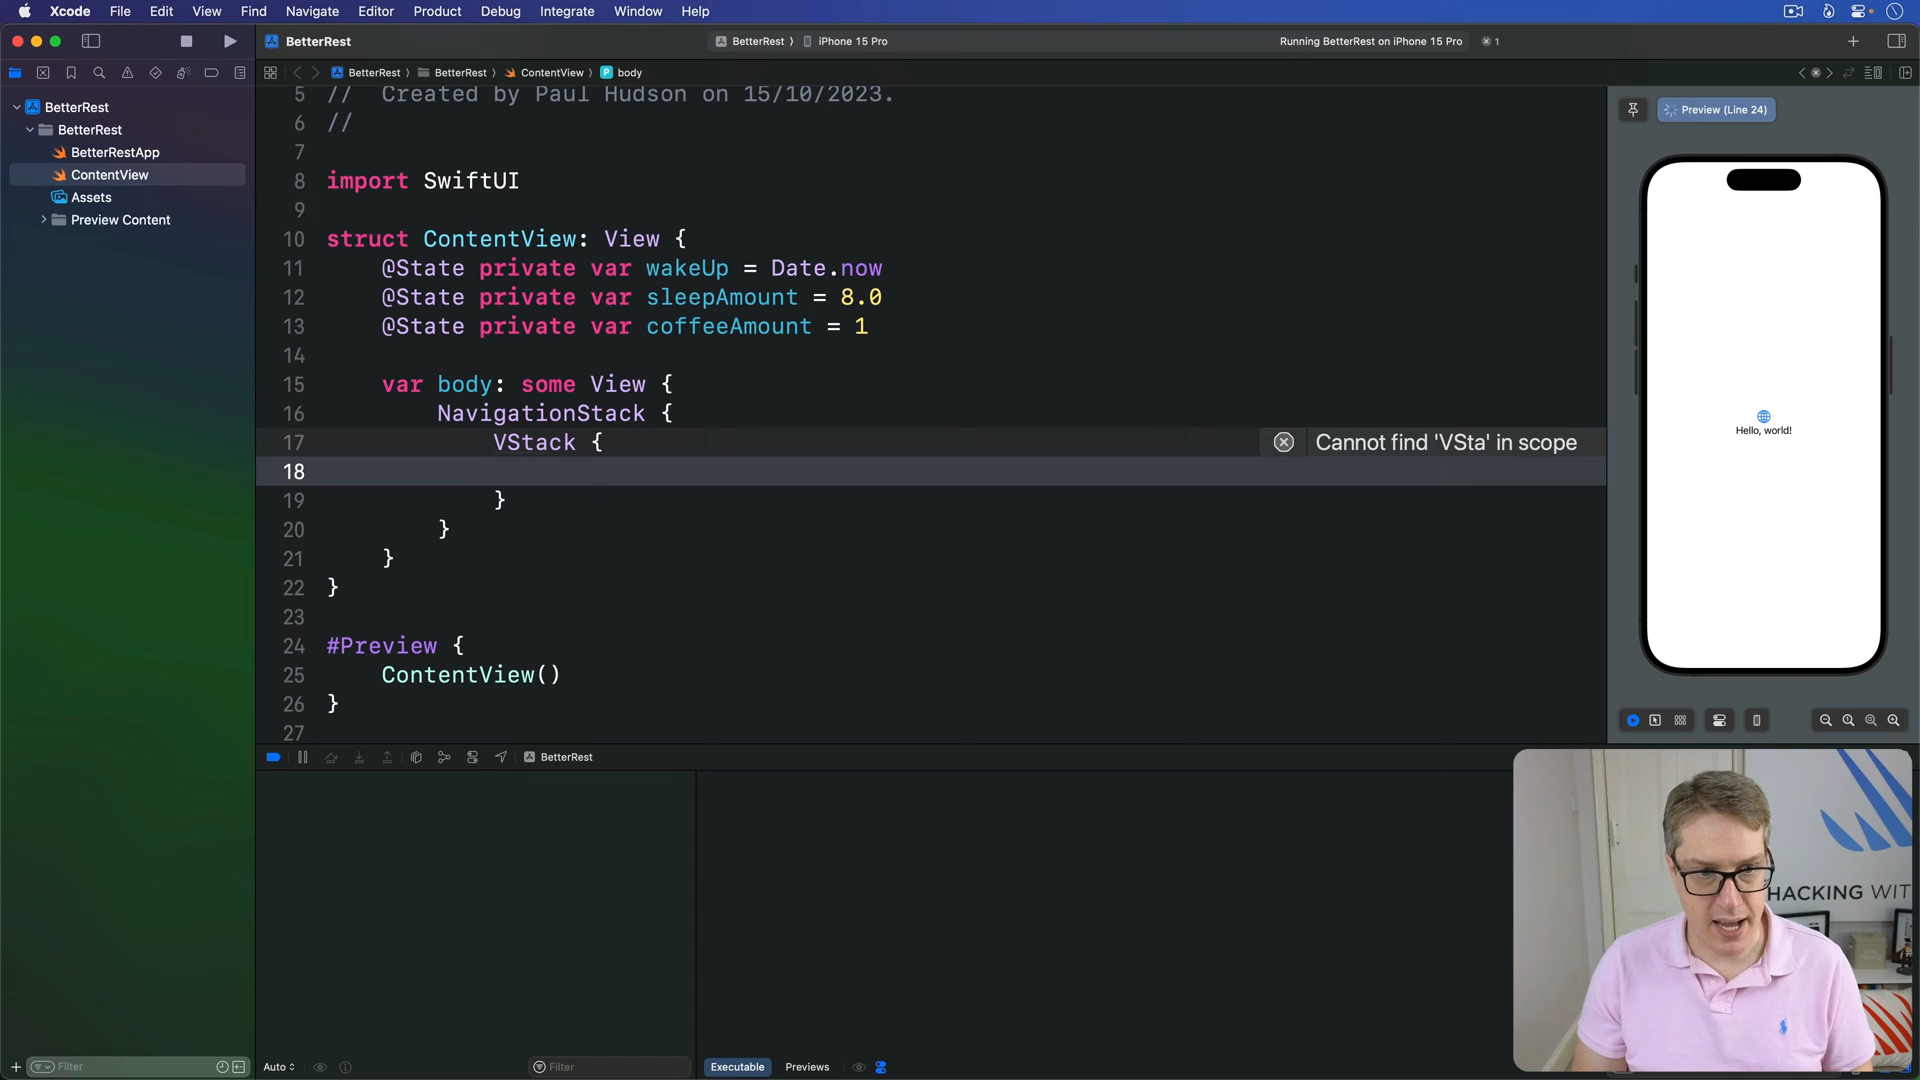 Xcode File Edit View Find Navigate Editor Product Debug Integrate Window Help
BetterRest
BetterRest 〉 iPhone 15 Pro
Running BetterRest on iPhone 15 Pro
1
BetterRest 〉 BetterRest 〉 ContentView 〉 P body
BetterRest
BetterRest
BetterRestApp
ContentView
Assets
Preview Content
5 // Created by Paul Hudson on 15/10/2023.
6 //
7
8 import SwiftUI
9
10 struct ContentView: View {
11 @State private var wakeUp = Date.now
12 @State private var sleepAmount = 8.0
13 @State private var coffeeAmount = 1
14
15 var body: some View {
16 NavigationStack {
17 VStack {
Cannot find 'VSta' in scope
18
19 }
20 }
21 }
22 }
23
24 #Preview {
25 ContentView()
26 }
27
Preview (Line 24)
Hello, world!
BetterRest
HACKING WIT
Filter
Auto
Filter
Executable Previews